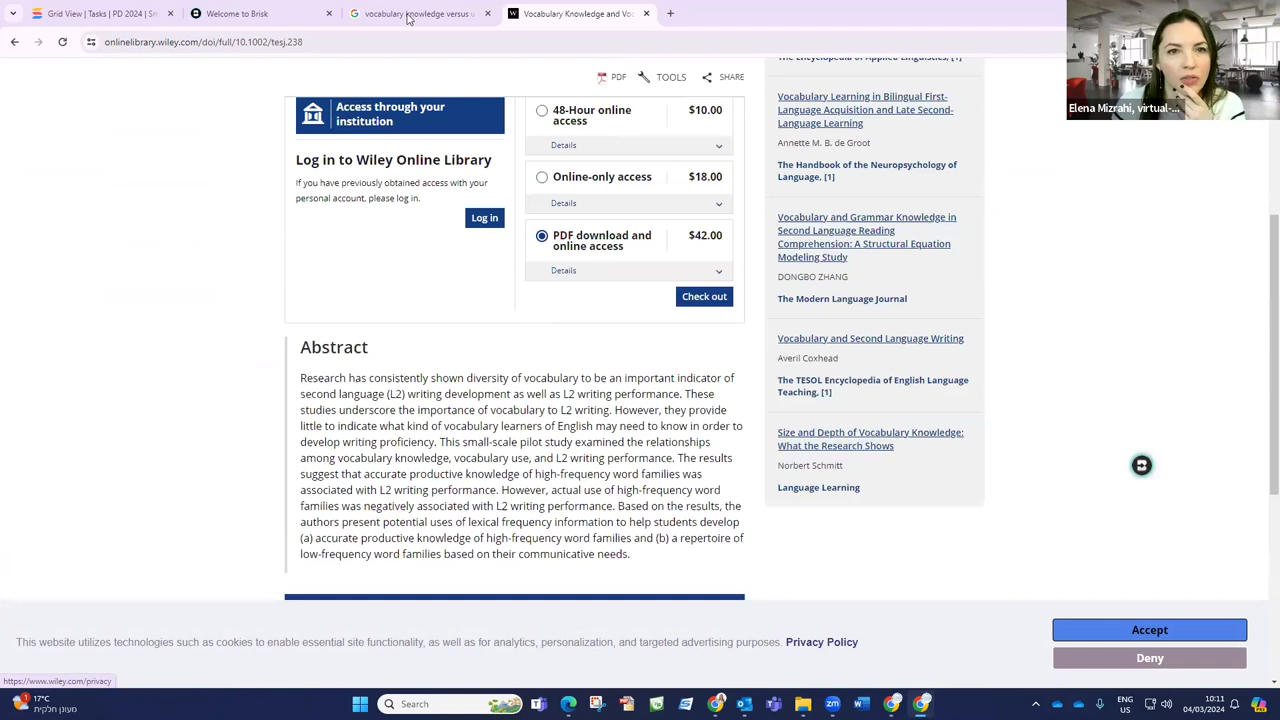 Grid View | Tasks | PD 2024 | Sm
Welcome to Brisk
vocabulary knowledge versus u
Vocabulary Knowledge and Voc
onlinelibrary.wiley.com/doi/full/10.1002/tesj.238
PDF
TOOLS
SHARE
Access through your
institution
Log in to Wiley Online Library
If you have previously obtained access with your
personal account, please log in.
Log in
48-Hour online
access
$10.00
Details
Online-only access
$18.00
Details
PDF download and
online access
$42.00
Details
Check out
Abstract
Research has consistently shown diversity of vocabulary to be an important indicator of
second language (L2) writing development as well as L2 writing performance. These
studies underscore the importance of vocabulary to L2 writing. However, they provide
little to indicate what kind of vocabulary learners of English may need to know in order to
develop writing proficiency. This small-scale pilot study examined the relationships
among vocabulary knowledge, vocabulary use, and L2 writing performance. The results
suggest that accurate productive knowledge of high-frequency word families was
associated with L2 writing performance. However, actual use of high-frequency word
families was negatively associated with L2 writing performance. Based on the results, the
authors present potential uses of lexical frequency information to help students develop
(a) accurate productive knowledge of high-frequency word families and (b) a repertoire of
low-frequency word families based on their communicative needs.
The Encyclopedia of Applied Linguistics, [1]
Vocabulary Learning in Bilingual First-
Language Acquisition and Late Second-
Language Learning
Annette M. B. de Groot
The Handbook of the Neuropsychology of
Language, [1]
Vocabulary and Grammar Knowledge in
Second Language Reading
Comprehension: A Structural Equation
Modeling Study
DONGBO ZHANG
The Modern Language Journal
Vocabulary and Second Language Writing
Averil Coxhead
The TESOL Encyclopedia of English Language
Teaching, [1]
Size and Depth of Vocabulary Knowledge:
What the Research Shows
Norbert Schmitt
Language Learning
Elena Mizrahi, virtual-...
This website utilizes technologies such as cookies to enable essential site functionality, as well as for analytics, personalization, and targeted advertising purposes. Privacy Policy
Accept
Deny
https://www.wiley.com/privacy
1
17°C
מעונן חלקית
Search
ENG
US
10:11
04/03/2024